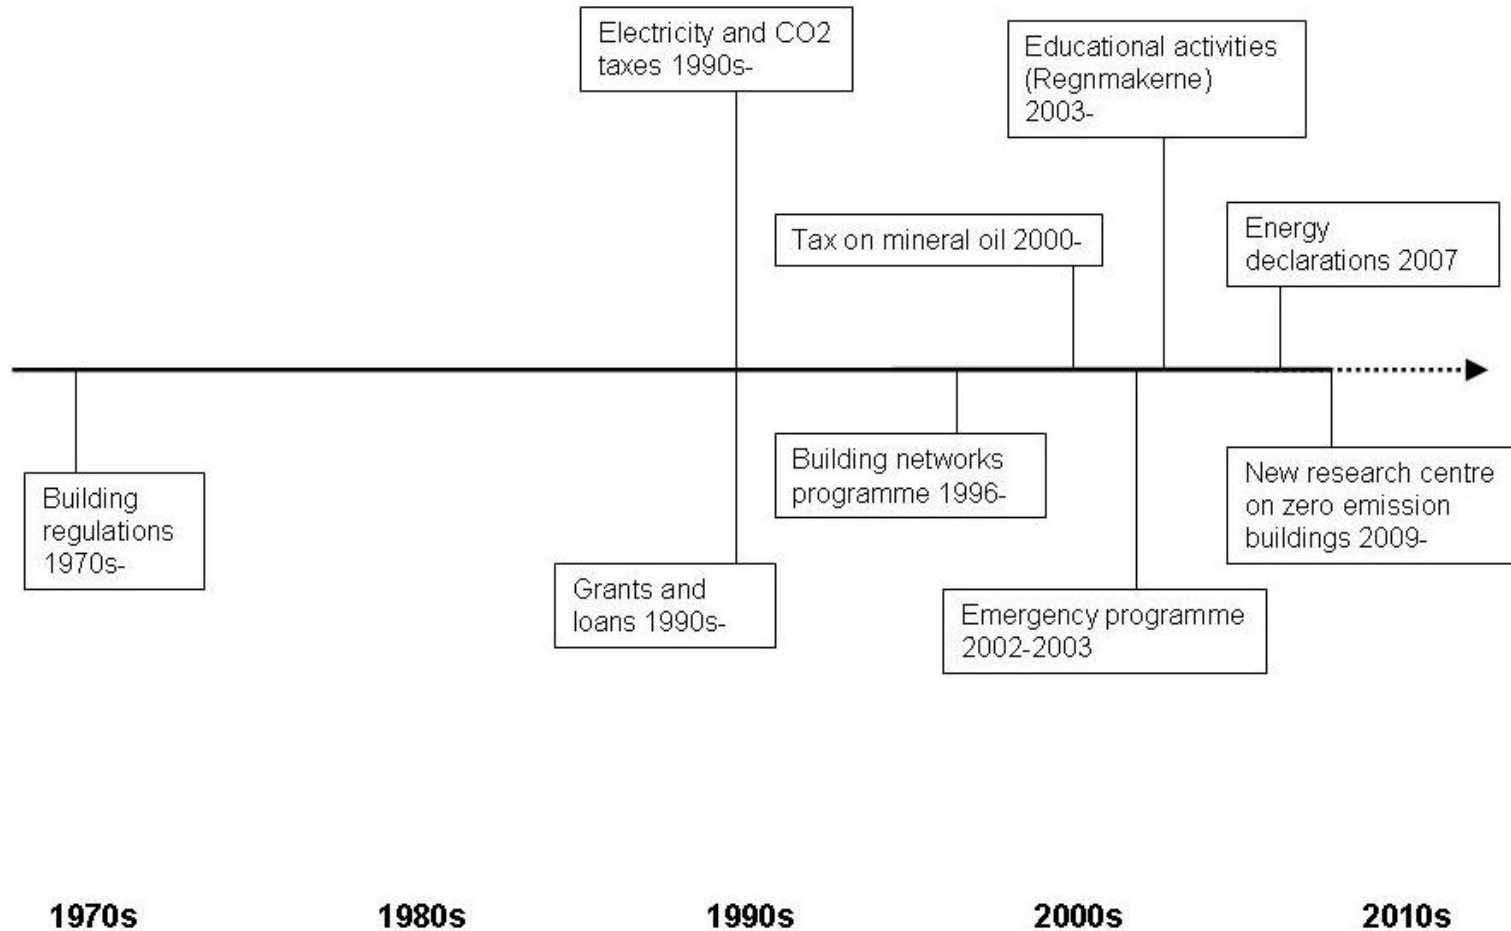 Electricity and CO2
taxes 1990s-
Educational activities
(Regnmakerne)
2003-
Tax on mineral oil 2000-
Energy
declarations 2007
Building
regulations
1970s-
Building networks
programme 1996-
New research centre
on zero emission
buildings 2009-
Grants and
loans 1990s-
Emergency programme
2002-2003
1970s
1980s
1990s
2000s
2010s